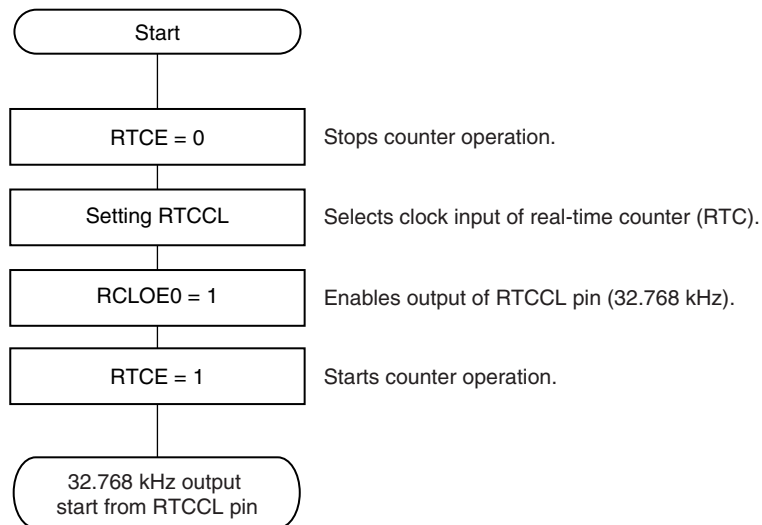 Start
RTCE = 0
Stops counter operation.
Setting RTCCL
Selects clock input of real-time counter (RTC).
RCLOE0 = 1
Enables output of RTCCL pin (32.768 kHz).
RTCE = 1
Starts counter operation.
32.768 kHz output
start from RTCCL pin